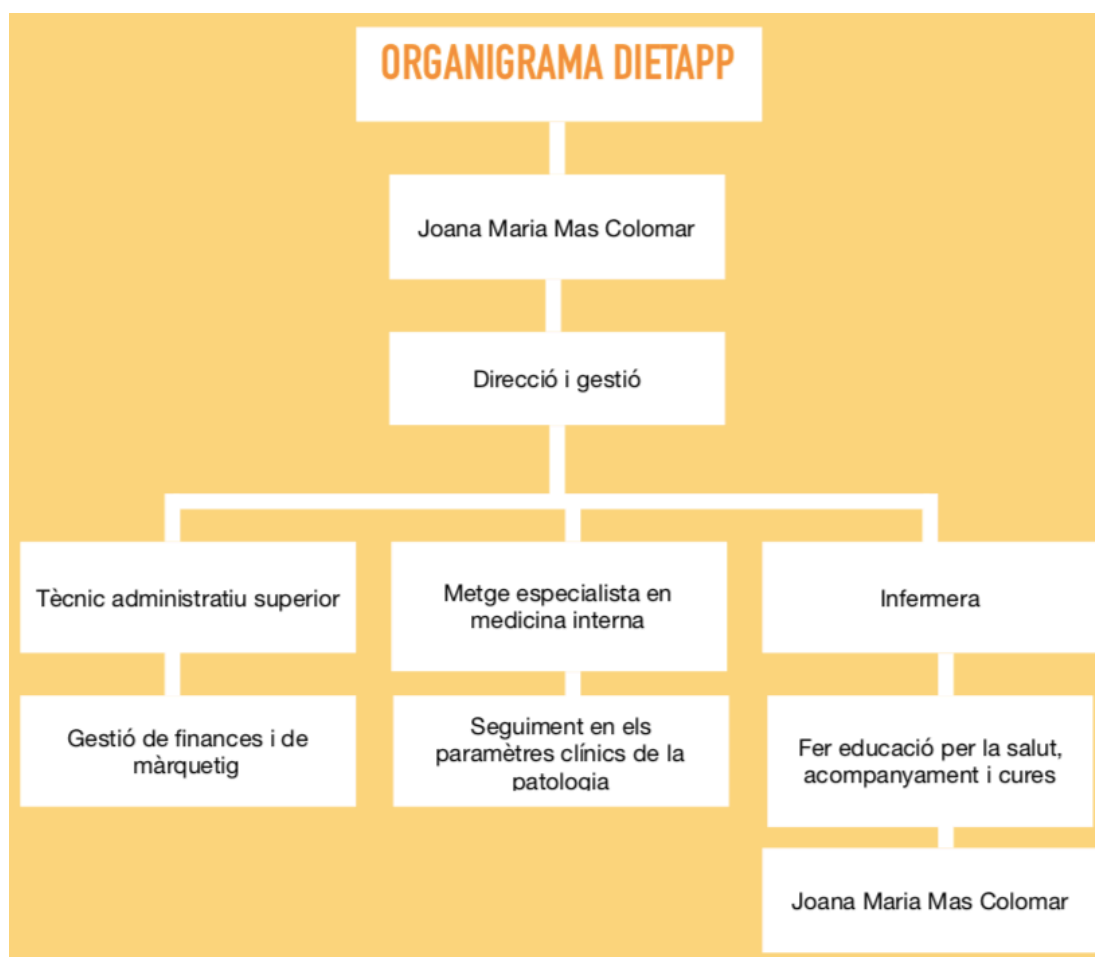 ORGANIGRAMA DIETAPP
Joana Maria Mas Colomar
Direcció i gestió
Tècnic administratiu superior
Metge especialista en
medicina interna
Infermera
Gestió de finances i de
màrquetig
Seguiment en els
paramètres clínics de la
patologia
Fer educació per la salut,
acompanyament i cures
Joana Maria Mas Colomar